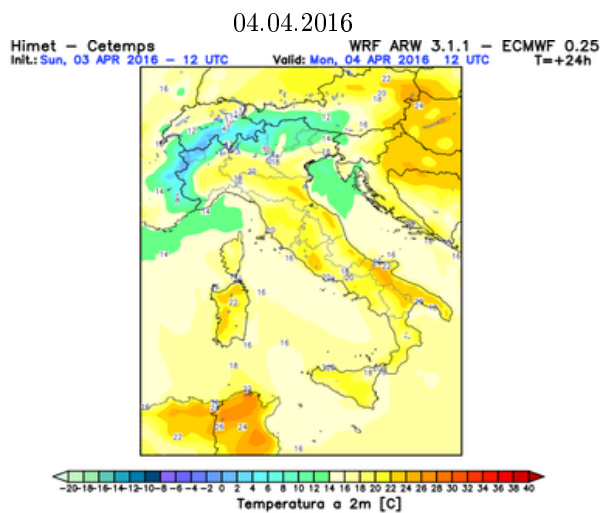 04.04.2016
Himet – Cetemps WRF ARW 3.1.1 – ECMWF 0.25
Init.: Sun, 03 APR 2016 – 12 UTC Valid: Mon, 04 APR 2016 12 UTC T=+24h
-20 -18 -16 -14 -12 -10 -8 -6 -4 -2 0 2 4 6 8 10 12 14 16 18 20 22 24 26 28 30 32 34 36 38 40
Temperatura a 2m [C]